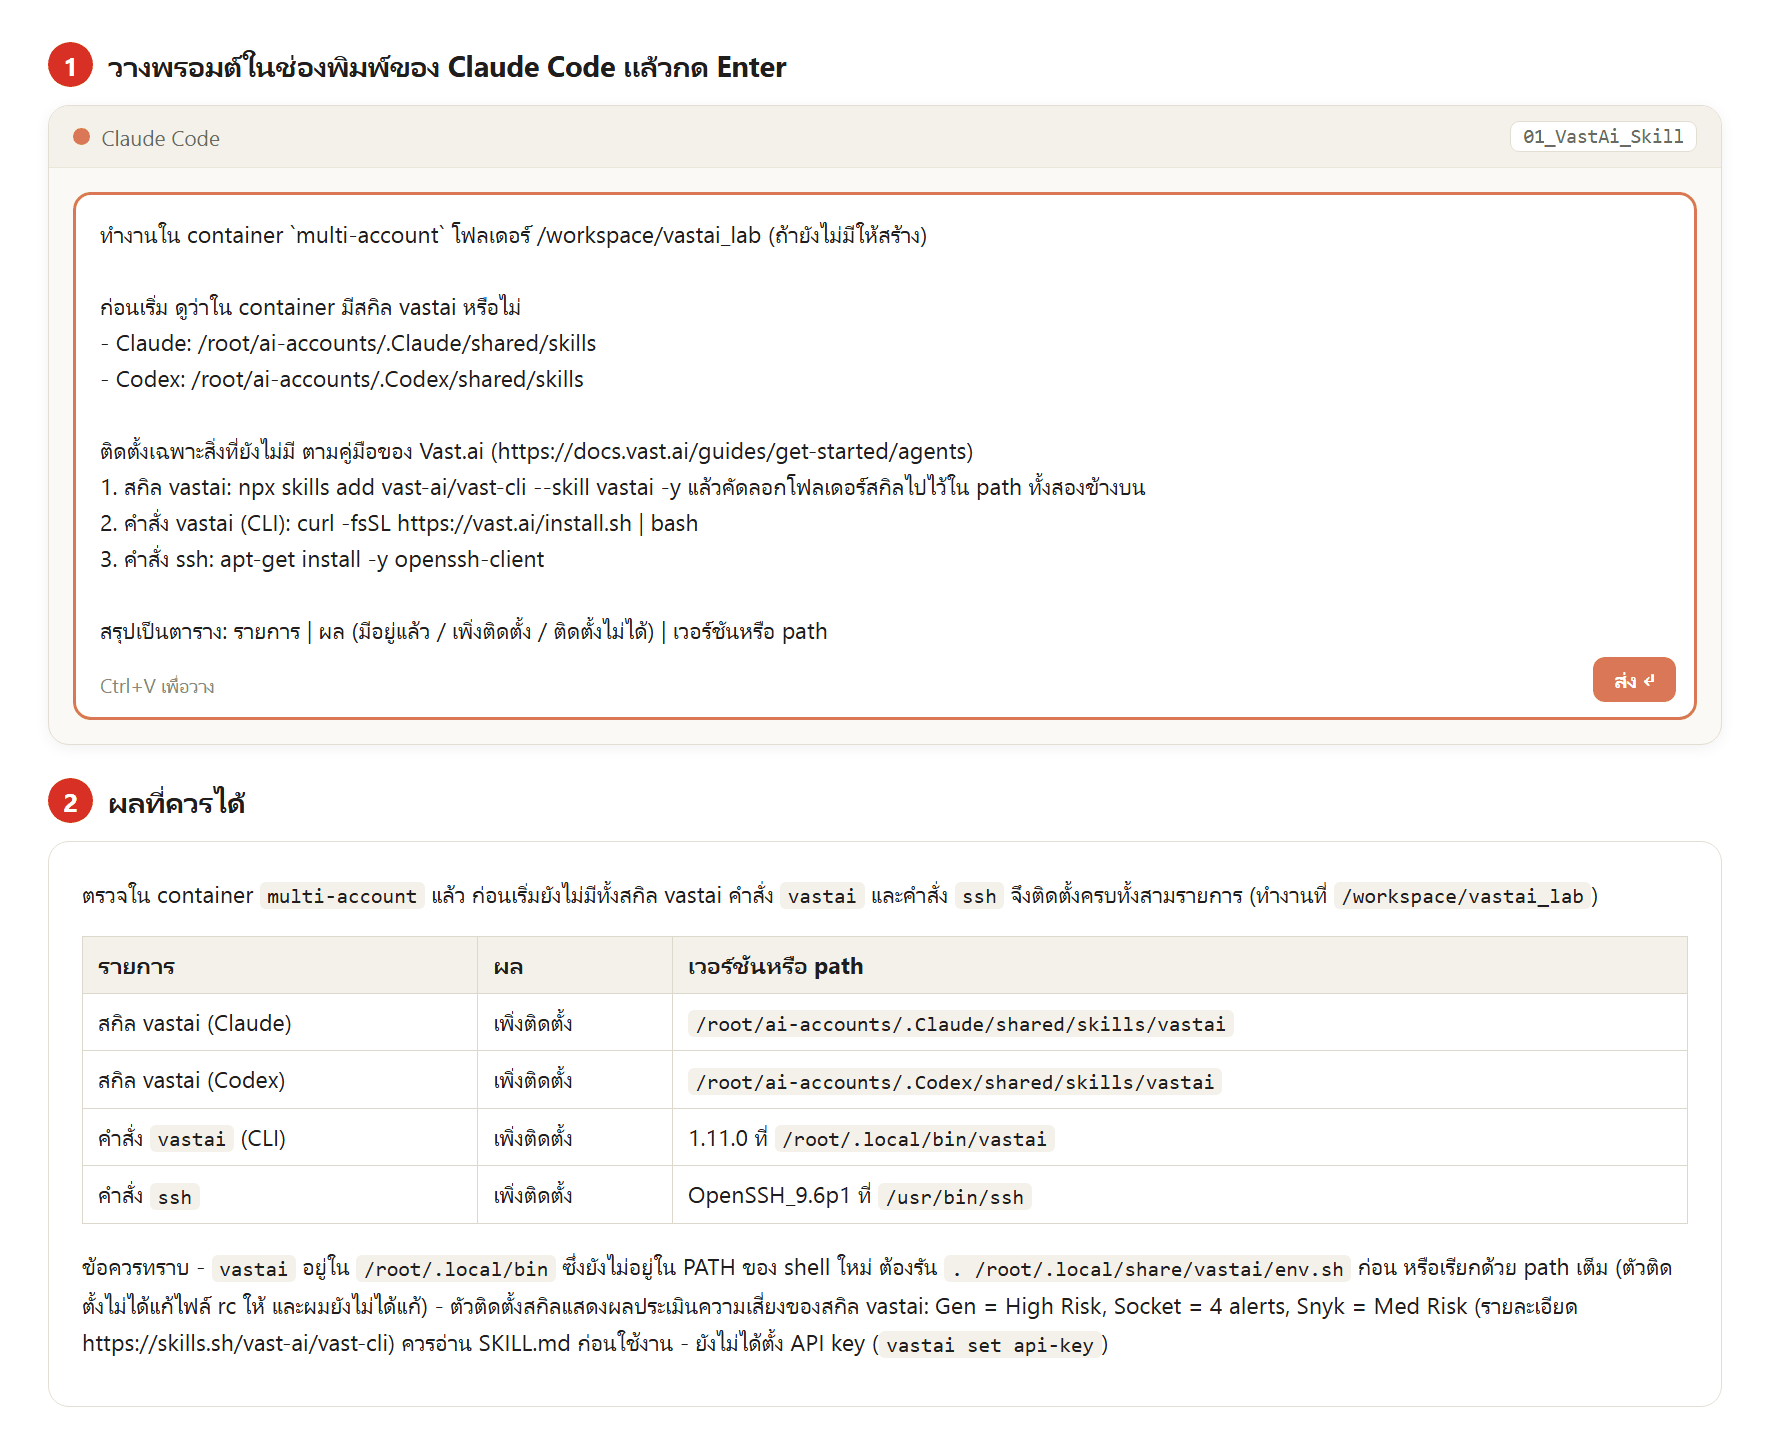 1 วางพรอมต์ในช่องพิมพ์ของ Claude Code แล้วกด Enter
Claude Code
01_VastAi_Skill
ทำงานใน container `multi-account` โฟลเดอร์ /workspace/vastai_lab (ถ้ายังไม่มีให้สร้าง)
ก่อนเริ่ม ดูว่าใน container มีสกิล vastai หรือไม่
- Claude: /root/ai-accounts/.Claude/shared/skills
- Codex: /root/ai-accounts/.Codex/shared/skills
ติดตั้งเฉพาะสิ่งที่ยังไม่มี ตามคู่มือของ Vast.ai (https://docs.vast.ai/guides/get-started/agents)
1. สกิล vastai: npx skills add vast-ai/vast-cli --skill vastai -y แล้วคัดลอกโฟลเดอร์สกิลไปไว้ใน path ทั้งสองข้างบน
2. คำสั่ง vastai (CLI): curl -fsSL https://vast.ai/install.sh | bash
3. คำสั่ง ssh: apt-get install -y openssh-client
สรุปเป็นตาราง: รายการ | ผล (มีอยู่แล้ว / เพิ่งติดตั้ง / ติดตั้งไม่ได้) | เวอร์ชันหรือ path
Ctrl+V เพื่อวาง
ส่ง ↵
2 ผลที่ควรได้
ตรวจใน container multi-account แล้ว ก่อนเริ่มยังไม่มีทั้งสกิล vastai คำสั่ง vastai และคำสั่ง ssh จึงติดตั้งครบทั้งสามรายการ (ทำงานที่ /workspace/vastai_lab)
รายการ ผล เวอร์ชันหรือ path
สกิล vastai (Claude) เพิ่งติดตั้ง /root/ai-accounts/.Claude/shared/skills/vastai
สกิล vastai (Codex) เพิ่งติดตั้ง /root/ai-accounts/.Codex/shared/skills/vastai
คำสั่ง vastai (CLI) เพิ่งติดตั้ง 1.11.0 ที่ /root/.local/bin/vastai
คำสั่ง ssh เพิ่งติดตั้ง OpenSSH_9.6p1 ที่ /usr/bin/ssh
ข้อควรทราบ - vastai อยู่ใน /root/.local/bin ซึ่งยังไม่อยู่ใน PATH ของ shell ใหม่ ต้องรัน . /root/.local/share/vastai/env.sh ก่อน หรือเรียกด้วย path เต็ม (ตัวติด
ตั้งไม่ได้แก้ไฟล์ rc ให้ และผมยังไม่ได้แก้) - ตัวติดตั้งสกิลแสดงผลประเมินความเสี่ยงของสกิล vastai: Gen = High Risk, Socket = 4 alerts, Snyk = Med Risk (รายละเอียด
https://skills.sh/vast-ai/vast-cli) ควรอ่าน SKILL.md ก่อนใช้งาน - ยังไม่ได้ตั้ง API key (vastai set api-key)